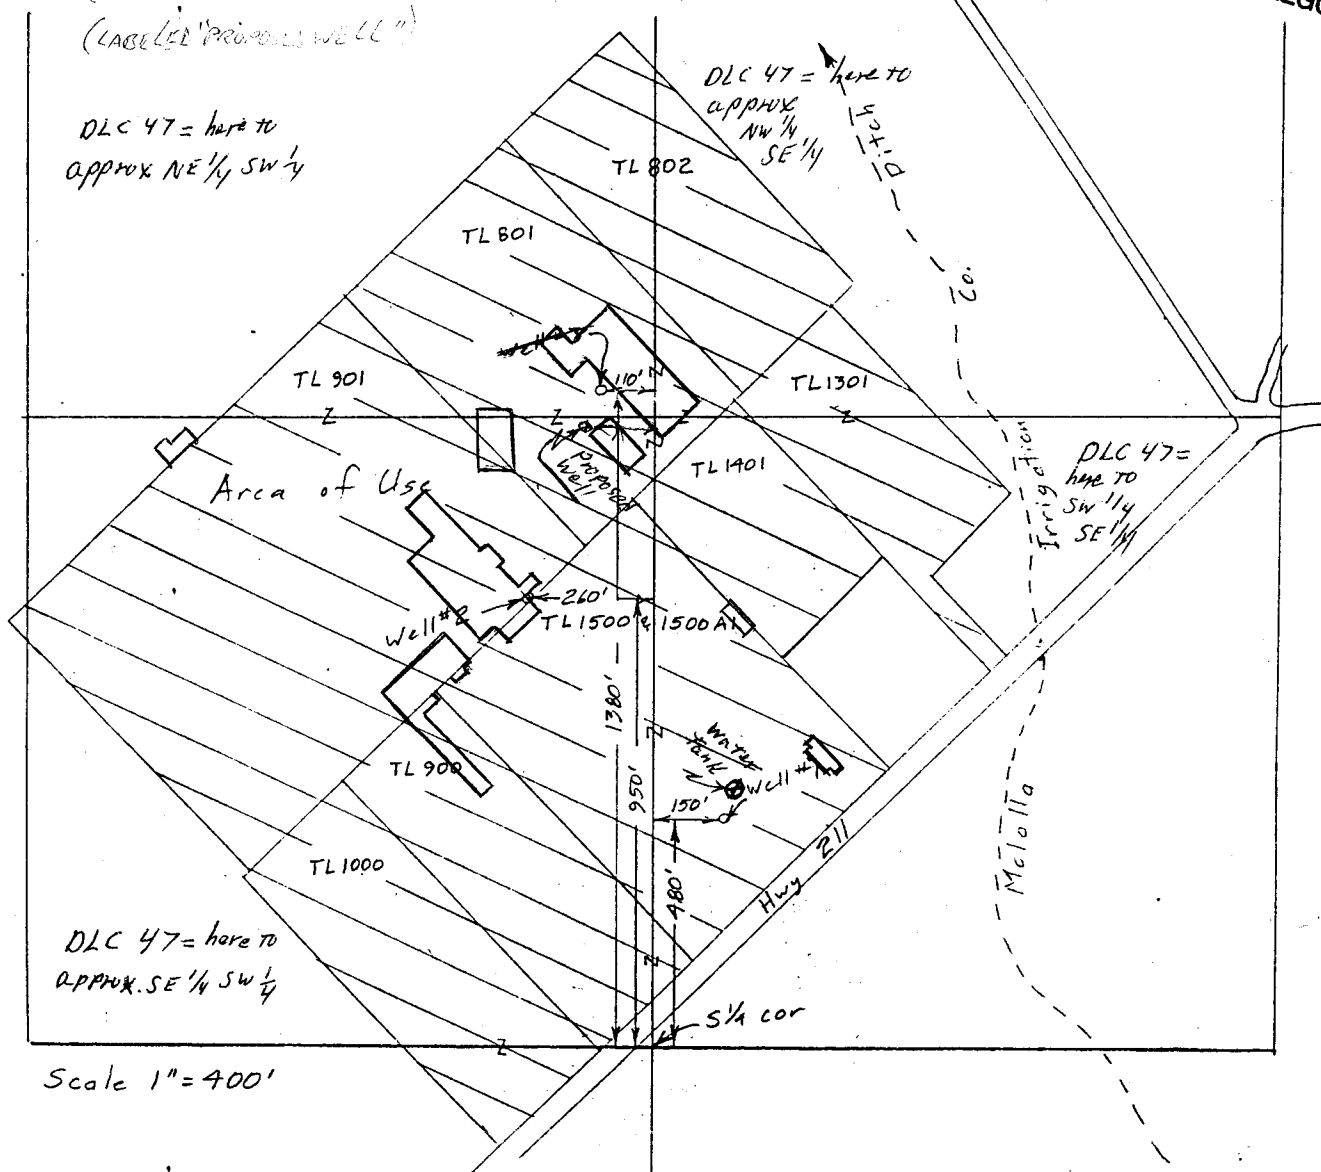 (LABELED "PROPOSED WELL")
DLC 47 = here to
approx NE 1/4 SW 1/4
DLC 47 = here to
approx
NW 1/4
SE 1/4
Ditch
Co.
Irrigation
Mclolla
TL 802
TL 801
TL 901
TL 1301
TL 1401
110'
Proposed
Well
Area of Use
DLC 47 =
here to
SW 1/4
SE 1/4
Well #2
260'
TL 1500 & 1500 A1
1380'
950'
Water
Tank
Well #
150'
480'
TL 900
TL 1000
Hwy 211
DLC 47 = here to
approx. SE 1/4 SW 1/4
S 1/4 cor
Scale 1" = 400'